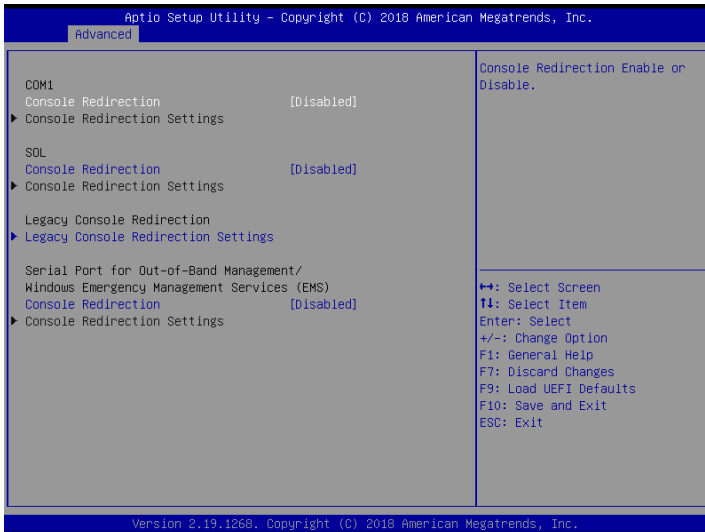 Aptio Setup Utility – Copyright (C) 2018 American Megatrends, Inc.
Advanced
COM1
Console Redirection [Disabled]
▶ Console Redirection Settings
SOL
Console Redirection [Disabled]
▶ Console Redirection Settings
Legacy Console Redirection
▶ Legacy Console Redirection Settings
Serial Port for Out-of-Band Management/
Windows Emergency Management Services (EMS)
Console Redirection [Disabled]
▶ Console Redirection Settings
Console Redirection Enable or
Disable.
↔: Select Screen
↑↓: Select Item
Enter: Select
+/-: Change Option
F1: General Help
F7: Discard Changes
F9: Load UEFI Defaults
F10: Save and Exit
ESC: Exit
Version 2.19.1268. Copyright (C) 2018 American Megatrends, Inc.